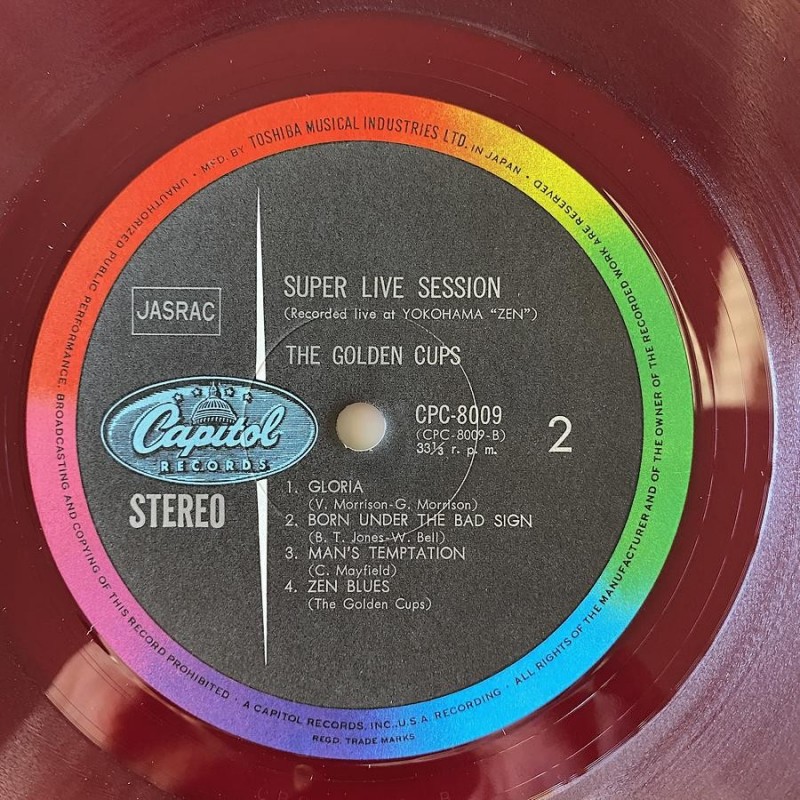 MFD. BY TOSHIBA MUSICAL INDUSTRIES LTD. IN JAPAN •
UNAUTHORIZED PUBLIC PERFORMANCE, BROADCASTING AND COPYING OF THIS RECORD PROHIBITED •
ALL RIGHTS OF THE MANUFACTURER AND OF THE OWNER OF THE RECORDED WORK ARE RESERVED •
JASRAC
SUPER LIVE SESSION
(Recorded live at YOKOHAMA "ZEN")
THE GOLDEN CUPS
Capitol
RECORDS
STEREO
CPC-8009
(CPC-8009-B)
33⅓ r. p. m.
2
1. GLORIA
(V. Morrison-G. Morrison)
2. BORN UNDER THE BAD SIGN
(B. T. Jones-W. Bell)
3. MAN'S TEMPTATION
(C. Mayfield)
4. ZEN BLUES
(The Golden Cups)
A CAPITOL RECORDS, INC., U.S.A. RECORDING •
REGD. TRADE MARKS